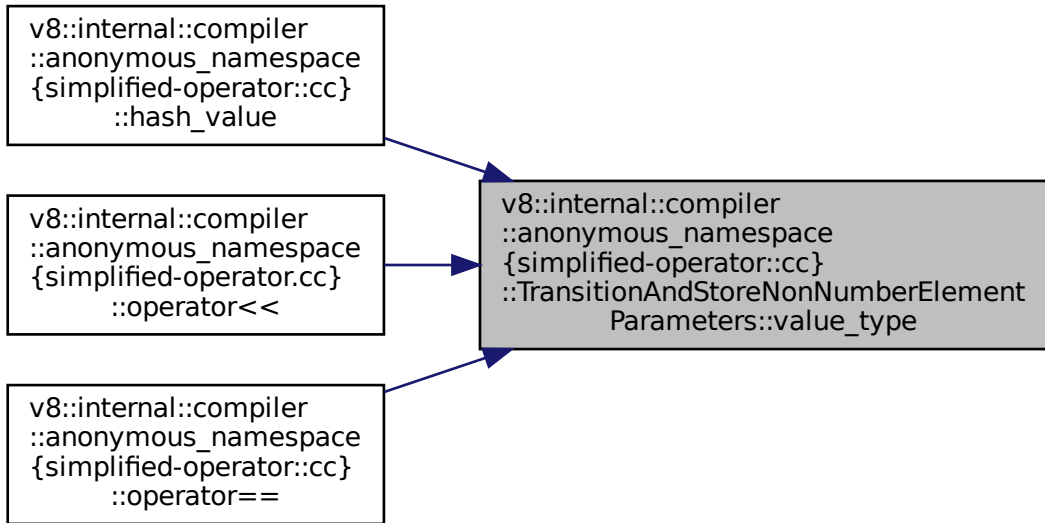 v8::internal::compiler
::anonymous_namespace
{simplified-operator::cc}
::hash_value
v8::internal::compiler
::anonymous_namespace
{simplified-operator.cc}
::operator<<
v8::internal::compiler
::anonymous_namespace
{simplified-operator::cc}
::operator==
v8::internal::compiler
::anonymous_namespace
{simplified-operator::cc}
::TransitionAndStoreNonNumberElement
Parameters::value_type